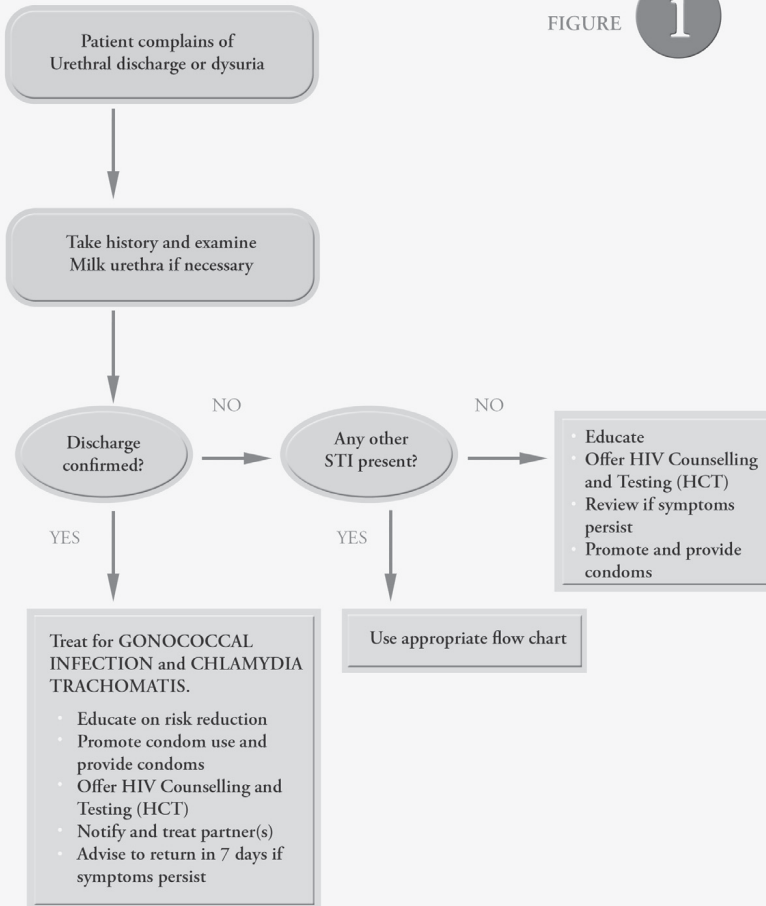 FIGURE 1
Patient complains of
Urethral discharge or dysuria
Take history and examine
Milk urethra if necessary
Discharge
confirmed?
NO
Any other
STI present?
NO
• Educate
• Offer HIV Counselling
and Testing (HCT)
• Review if symptoms
persist
• Promote and provide
condoms
YES
YES
Treat for GONOCOCCAL
INFECTION and CHLAMYDIA
TRACHOMATIS.
• Educate on risk reduction
• Promote condom use and
provide condoms
• Offer HIV Counselling and
Testing (HCT)
• Notify and treat partner(s)
• Advise to return in 7 days if
symptoms persist
Use appropriate flow chart